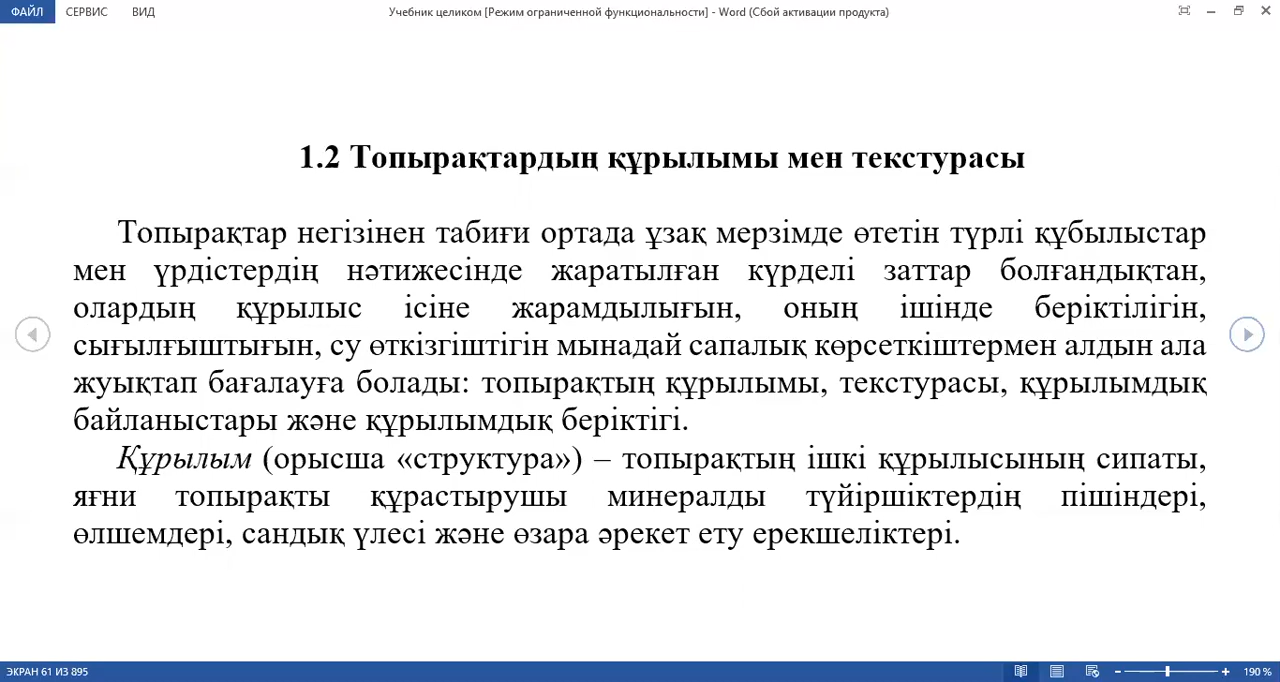 ФАЙЛ СЕРВИС ВИД Учебник целиком [Режим ограниченной функциональности] - Word (Сбой активации продукта)
1.2 Топырақтардың құрылымы мен текстурасы
Топырақтар негізінен табиғи ортада ұзақ мерзімде өтетін түрлі құбылыстар
мен үрдістердің нәтижесінде жаратылған күрделі заттар болғандықтан,
олардың құрылыс ісіне жарамдылығын, оның ішінде беріктілігін,
сығылғыштығын, су өткізгіштігін мынадай сапалық көрсеткіштермен алдын ала
жуықтап бағалауға болады: топырақтың құрылымы, текстурасы, құрылымдық
байланыстары және құрылымдық беріктігі.
Құрылым (орысша «структура») – топырақтың ішкі құрылысының сипаты,
яғни топырақты құрастырушы минералды түйіршіктердің пішіндері,
өлшемдері, сандық үлесі және өзара әрекет ету ерекшеліктері.
ЭКРАН 61 ИЗ 895 190 %